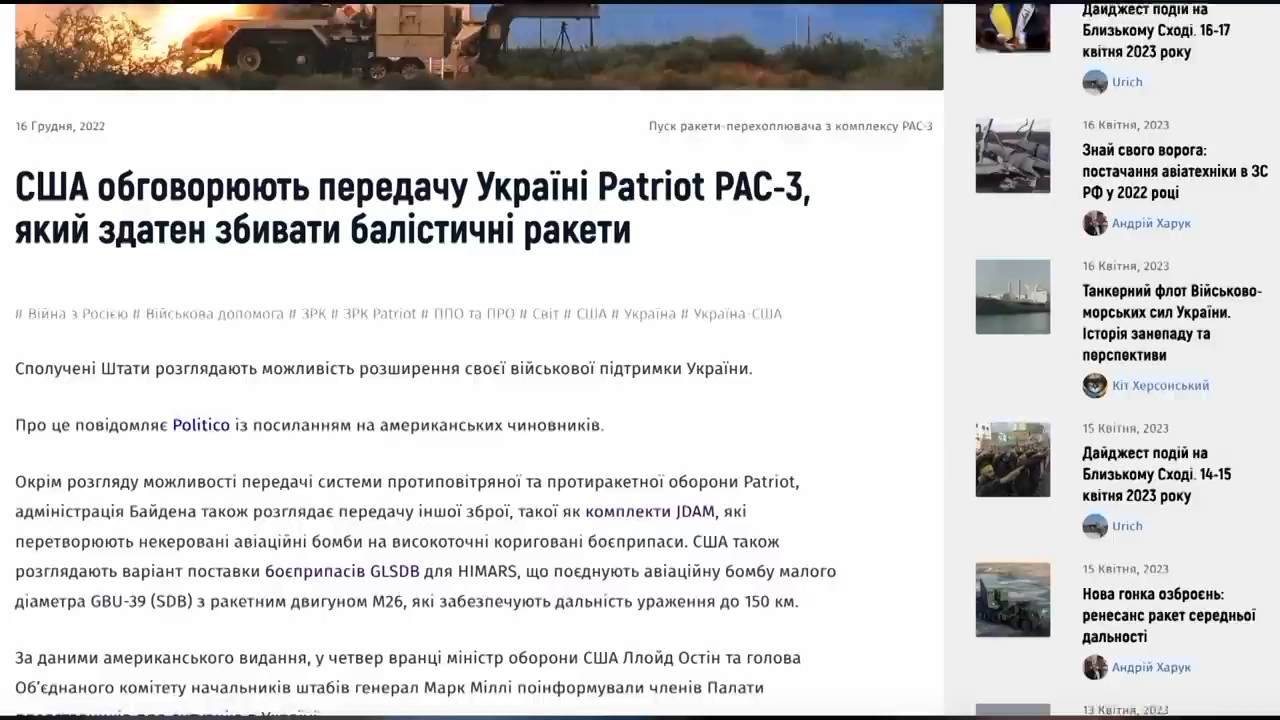 16 Грудня, 2022
Пуск ракети-перехоплювача з комплексу PAC-3
США обговорюють передачу Україні Patriot PAC-3,
який здатен збивати балістичні ракети
# Війна з Росією # Військова допомога # ЗРК # ЗРК Patriot # ППО та ПРО # Світ # США # Україна # Україна-США
Сполучені Штати розглядають можливість розширення своєї військової підтримки України.
Про це повідомляє Politico із посиланням на американських чиновників.
Окрім розгляду можливості передачі системи протиповітряної та протиракетної оборони Patriot,
адміністрація Байдена також розглядає передачу іншої зброї, такої як комплекти JDAM, які
перетворюють некеровані авіаційні бомби на високоточні кориговані боєприпаси. США також
розглядають варіант поставки боєприпасів GLSDB для HIMARS, що поєднують авіаційну бомбу малого
діаметра GBU-39 (SDB) з ракетним двигуном M26, які забезпечують дальність ураження до 150 км.
За даними американського видання, у четвер вранці міністр оборони США Ллойд Остін та голова
Об’єднаного комітету начальників штабів генерал Марк Міллі поінформували членів Палати
Дайджест подій на
Близькому Сході. 16-17
квітня 2023 року
Urich
16 Квітня, 2023
Знай свого ворога:
постачання авіатехніки в ЗС
РФ у 2022 році
Андрій Харук
16 Квітня, 2023
Танкерний флот Військово-
морських сил України.
Історія занепаду та
перспективи
Кіт Херсонський
15 Квітня, 2023
Дайджест подій на
Близькому Сході. 14-15
квітня 2023 року
Urich
15 Квітня, 2023
Нова гонка озброєнь:
ренесанс ракет середньої
дальності
Андрій Харук
13 Квітня, 2023